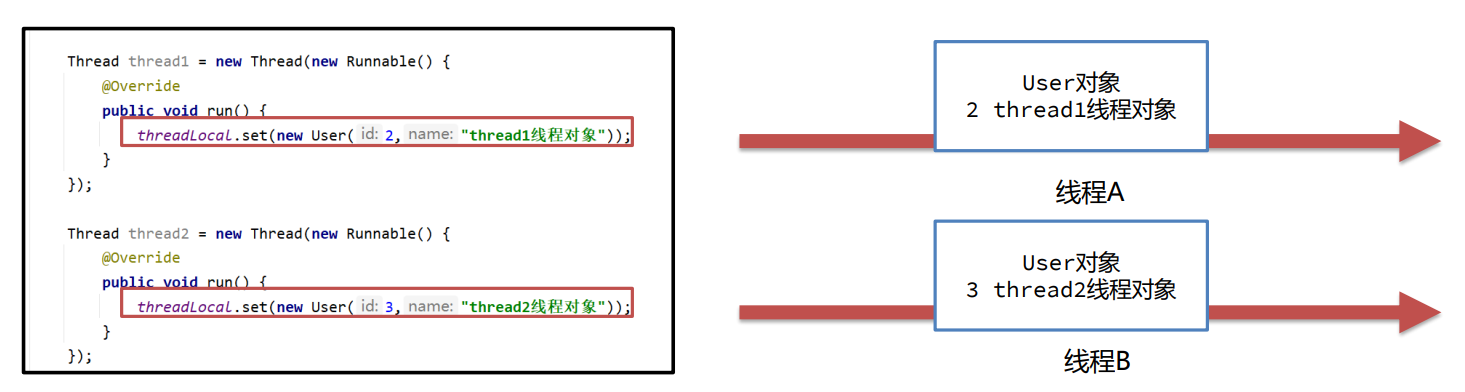 Thread thread1 = new Thread(new Runnable() {
@Override
public void run() {
threadLocal.set(new User( id: 2, name: "thread1线程对象"));
}
});
Thread thread2 = new Thread(new Runnable() {
@Override
public void run() {
threadLocal.set(new User( id: 3, name: "thread2线程对象"));
}
});
User对象
2 thread1线程对象
线程A
User对象
3 thread2线程对象
线程B